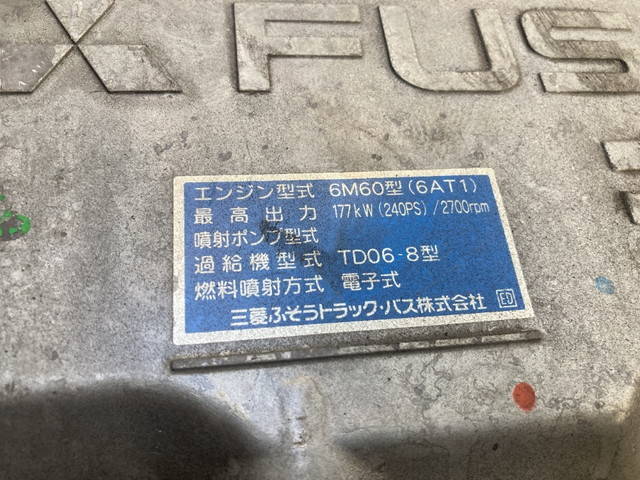 FUS
エンジン型式 6M60型(6AT1)
最高出力 177kW(240PS)/2700rpm
噴射ポンプ型式
過給機型式 TD06-8型
燃料噴射方式 電子式
三菱ふそうトラック・バス株式会社 ED